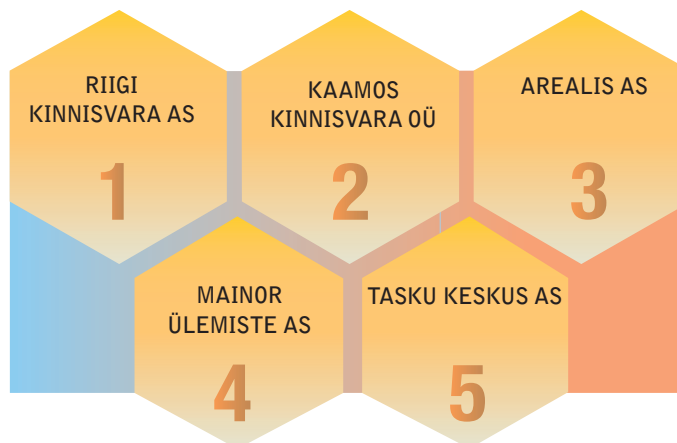 RIIGI
KINNISVARA AS
1
KAAMOS
KINNISVARA OÜ
2
AREALIS AS
3
MAINOR
ÜLEMISTE AS
4
TASKU KESKUS AS
5